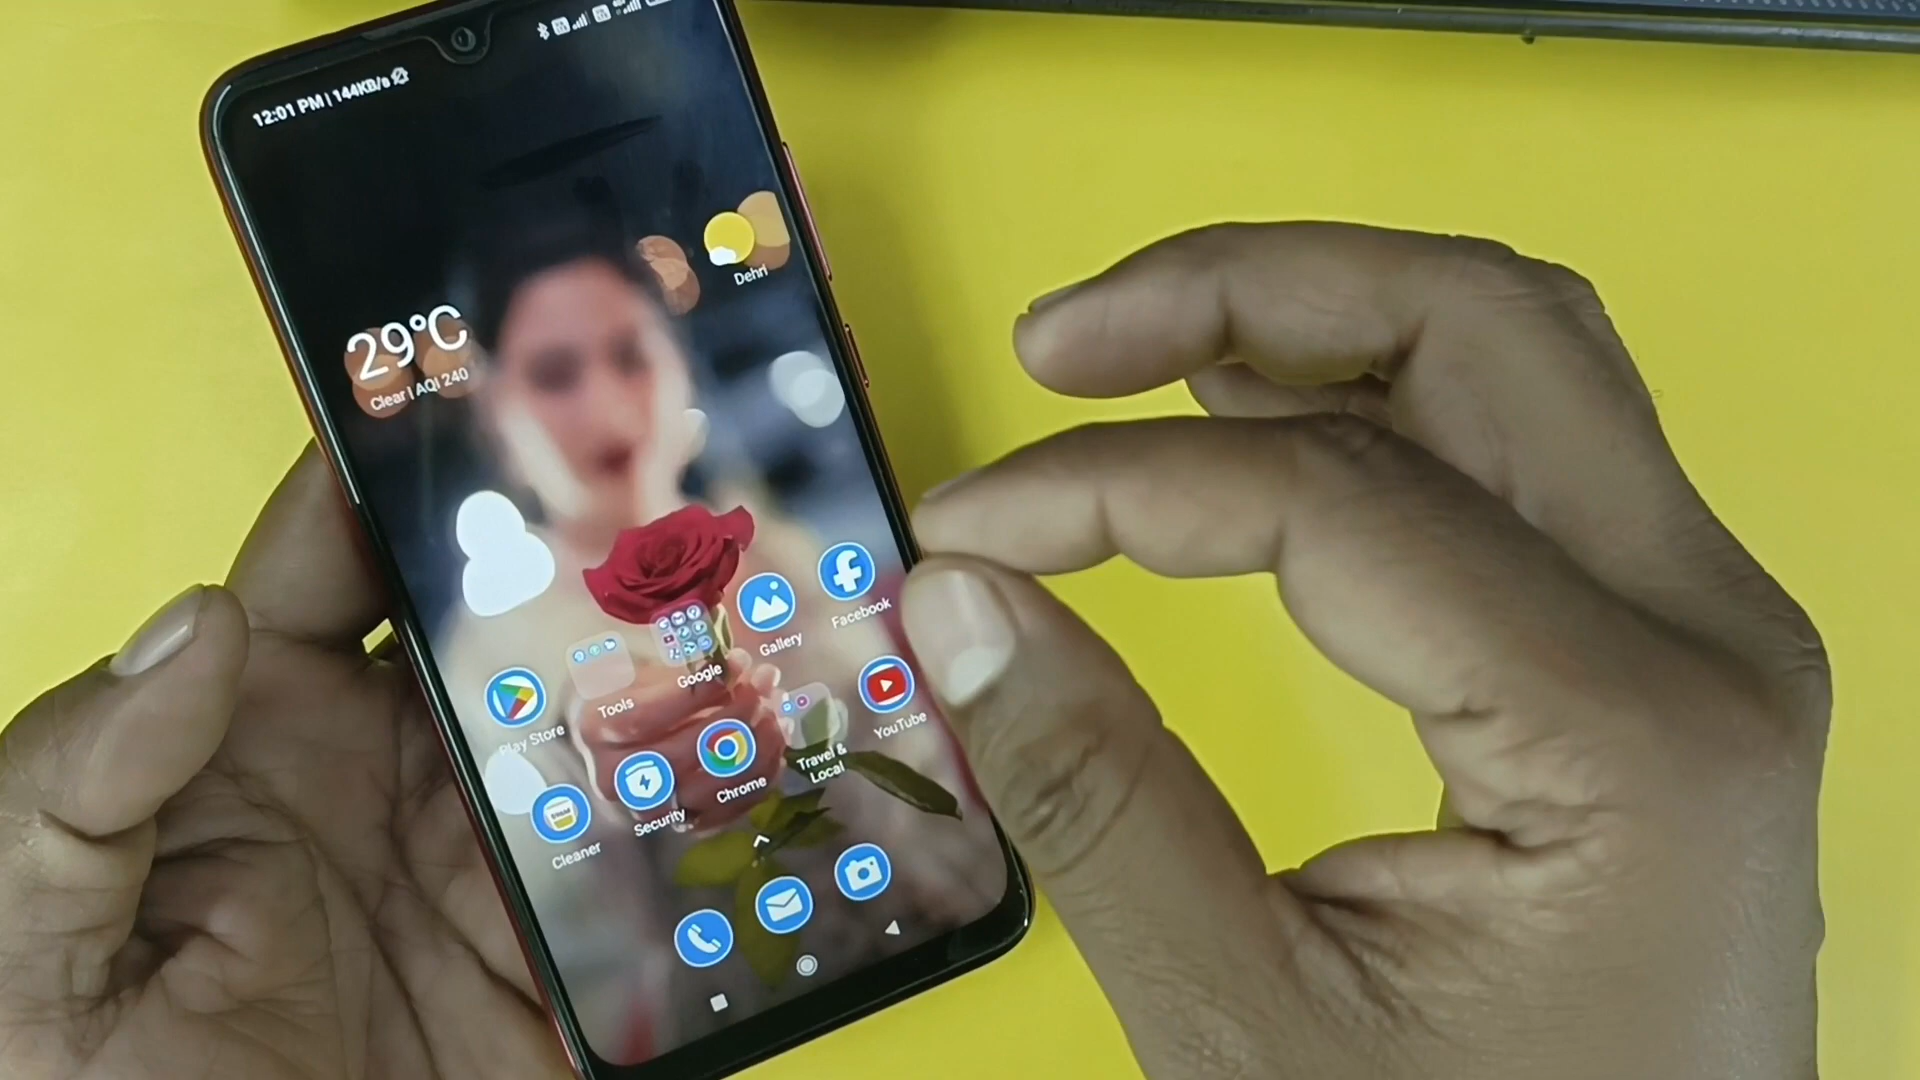 12:01 PM | 144KB/s
Dehri
29°C
Clear | AQI 240
Facebook
Gallery
Google
Tools
Play Store
YouTube
Travel &
Local
Chrome
Security
Cleaner